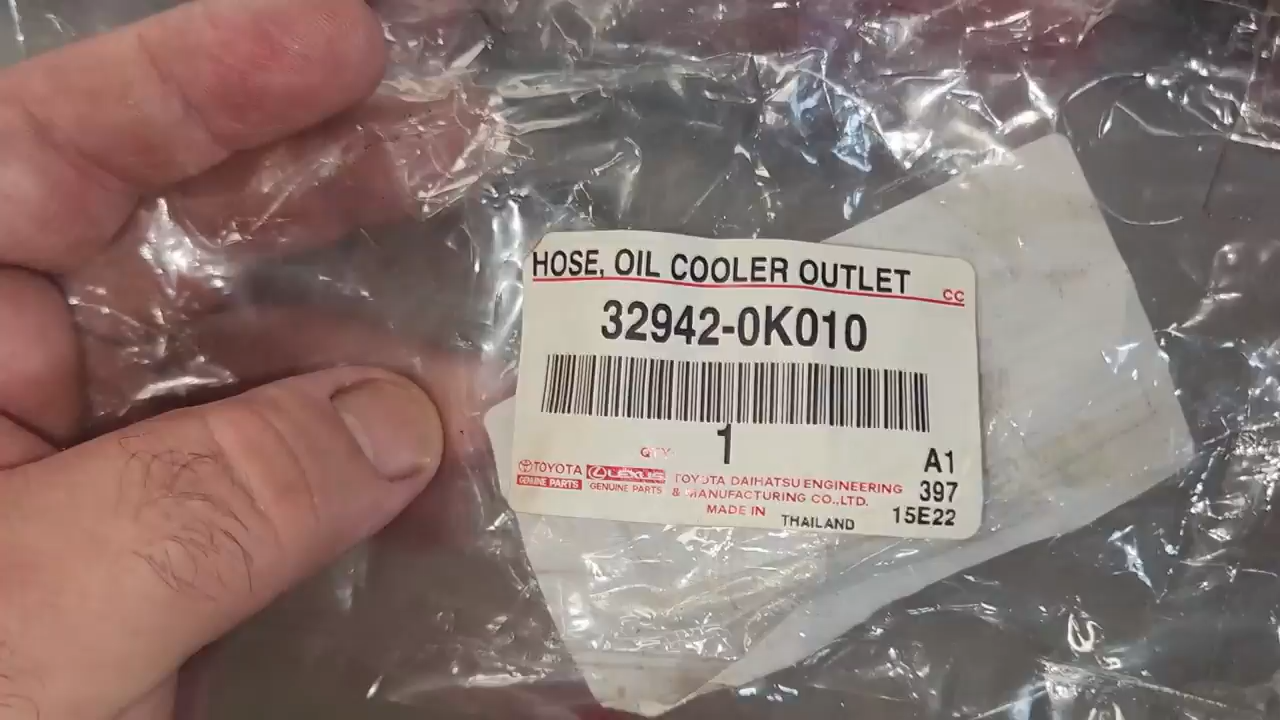 HOSE, OIL COOLER OUTLET
CC
32942-0K010
QTY. 1
A1
TOYOTA
GENUINE PARTS
LEXUS
GENUINE PARTS
TOYOTA DAIHATSU ENGINEERING
& MANUFACTURING CO.,LTD.
397
MADE IN THAILAND
15E22